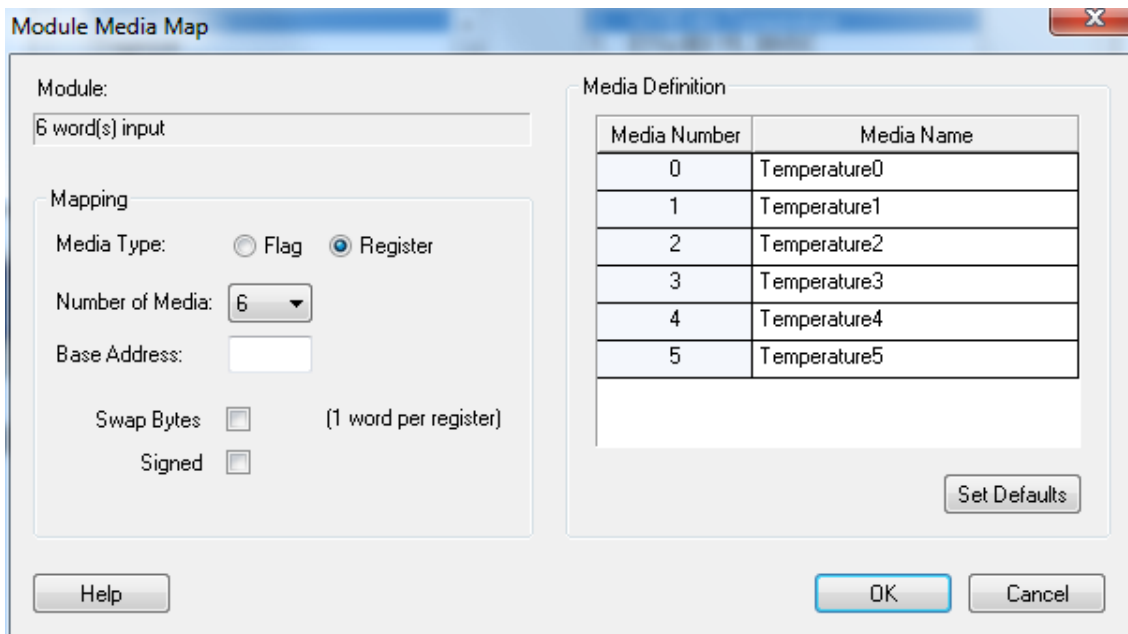 Module Media Map
Module:
6 word(s) input
Mapping
Media Type:
Flag
Register
Number of Media:
6
Base Address:
Swap Bytes
(1 word per register)
Signed
Media Definition
Media Number Media Name
0 Temperature0
1 Temperature1
2 Temperature2
3 Temperature3
4 Temperature4
5 Temperature5
Set Defaults
Help
OK
Cancel